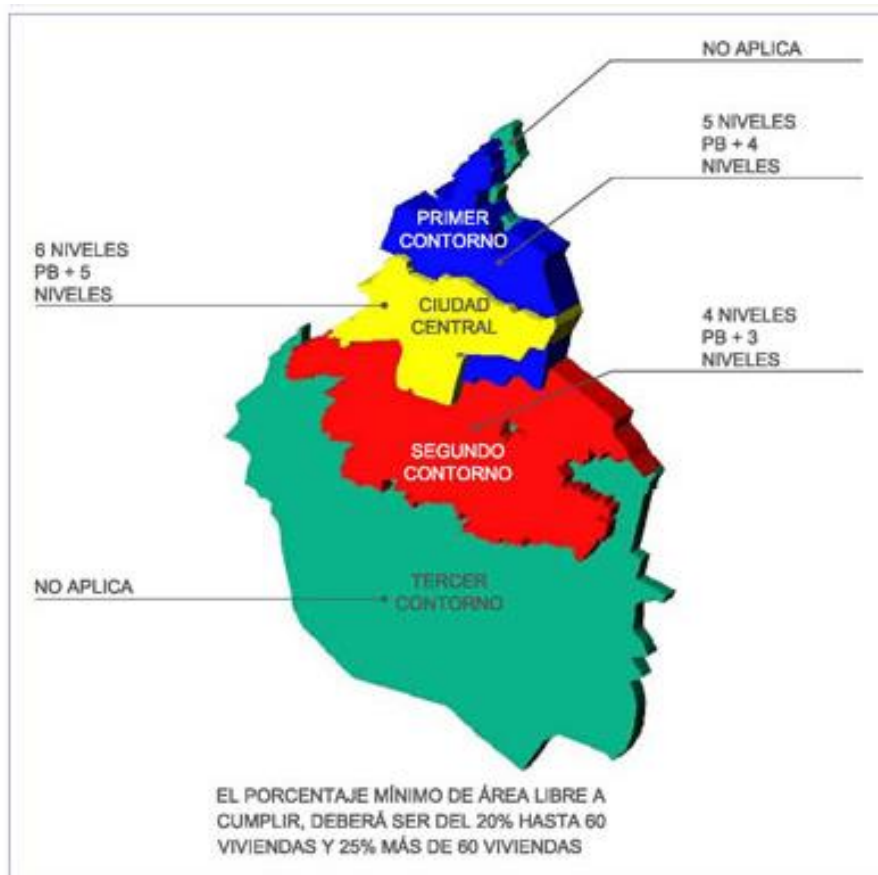 NO APLICA
5 NIVELES
PB + 4
NIVELES
PRIMER
CONTORNO
6 NIVELES
PB + 5
NIVELES
CIUDAD
CENTRAL
4 NIVELES
PB + 3
NIVELES
SEGUNDO
CONTORNO
NO APLICA
TERCER
CONTORNO
EL PORCENTAJE MÍNIMO DE ÁREA LIBRE A
CUMPLIR, DEBERÁ SER DEL 20% HASTA 60
VIVIENDAS Y 25% MÁS DE 60 VIVIENDAS